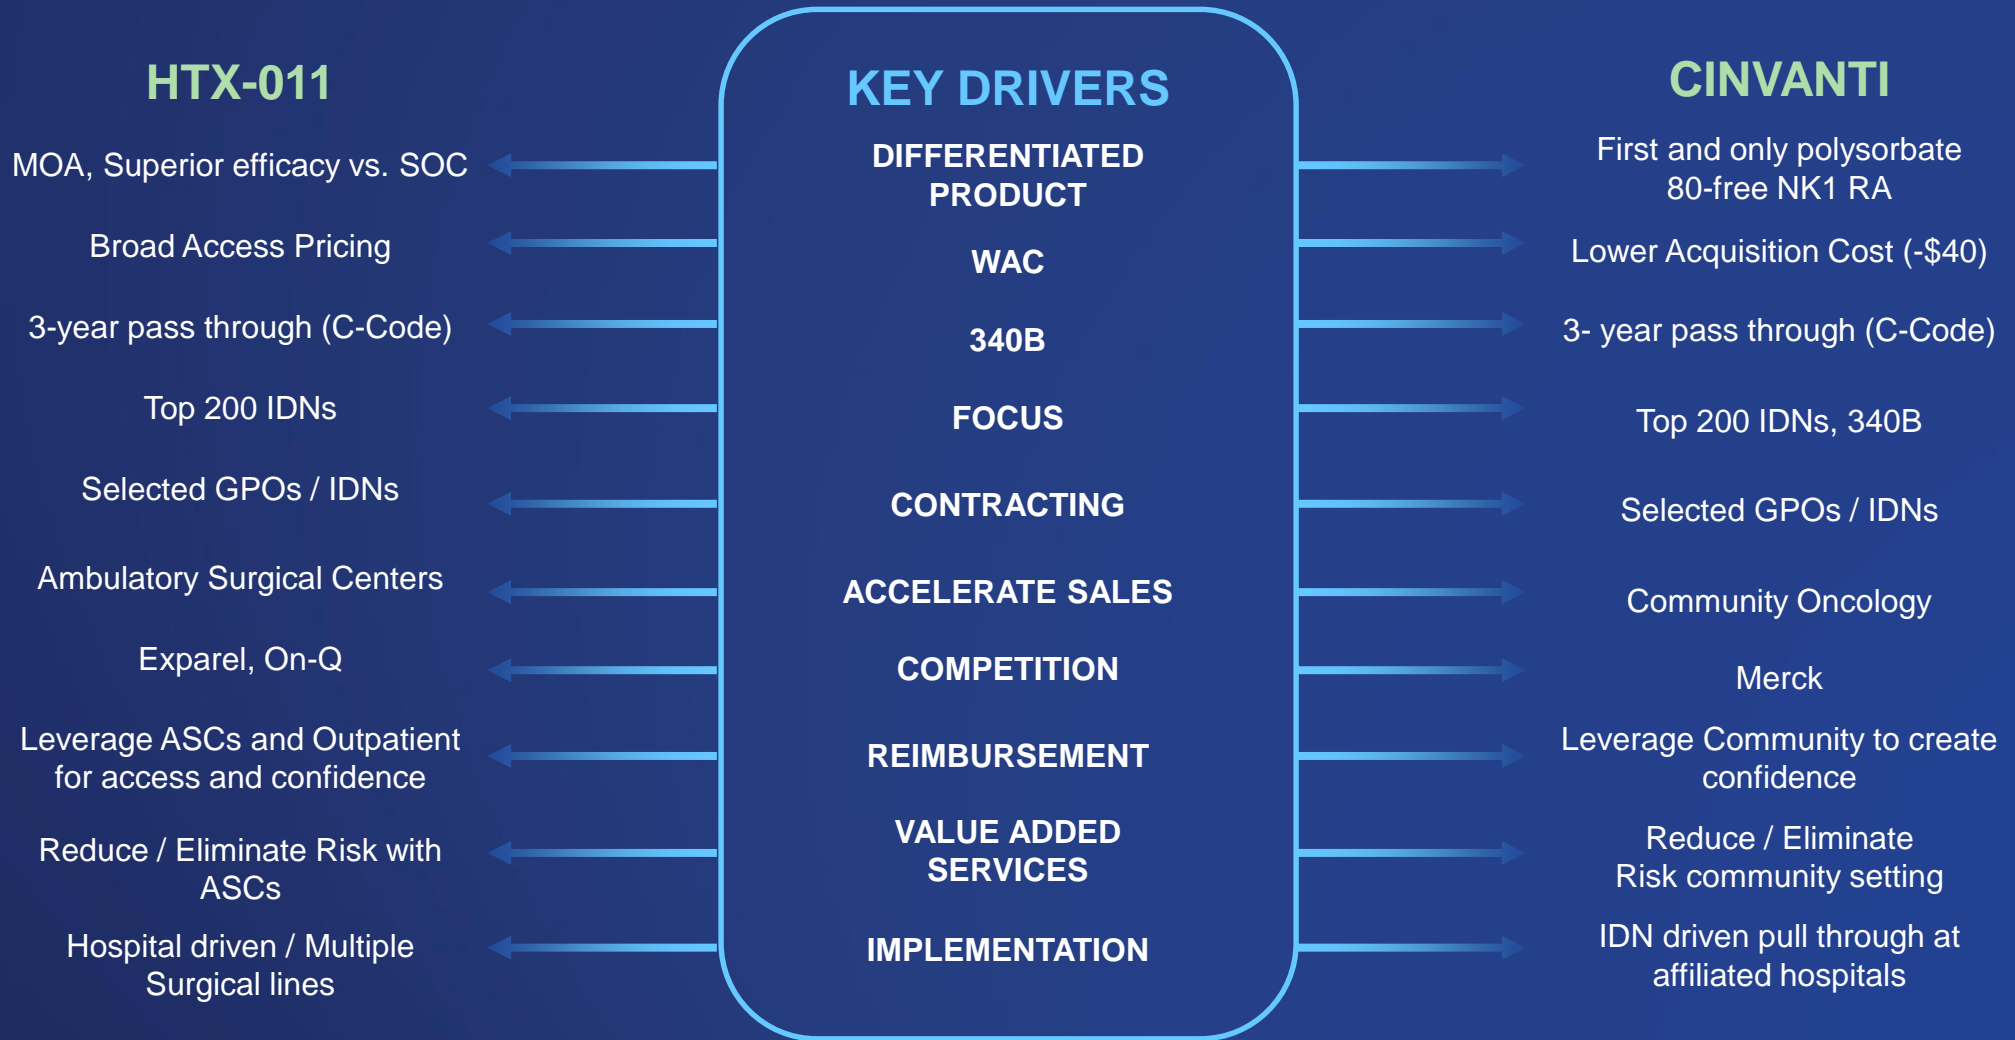 HTX-011
KEY DRIVERS
CINVANTI
MOA, Superior efficacy vs. SOC
DIFFERENTIATED
PRODUCT
First and only polysorbate
80-free NK1 RA
Broad Access Pricing
WAC
Lower Acquisition Cost (-$40)
3-year pass through (C-Code)
340B
3- year pass through (C-Code)
Top 200 IDNs
FOCUS
Top 200 IDNs, 340B
Selected GPOs / IDNs
CONTRACTING
Selected GPOs / IDNs
Ambulatory Surgical Centers
ACCELERATE SALES
Community Oncology
Exparel, On-Q
COMPETITION
Merck
Leverage ASCs and Outpatient
for access and confidence
REIMBURSEMENT
Leverage Community to create
confidence
Reduce / Eliminate Risk with
ASCs
VALUE ADDED
SERVICES
Reduce / Eliminate
Risk community setting
Hospital driven / Multiple
Surgical lines
IMPLEMENTATION
IDN driven pull through at
affiliated hospitals